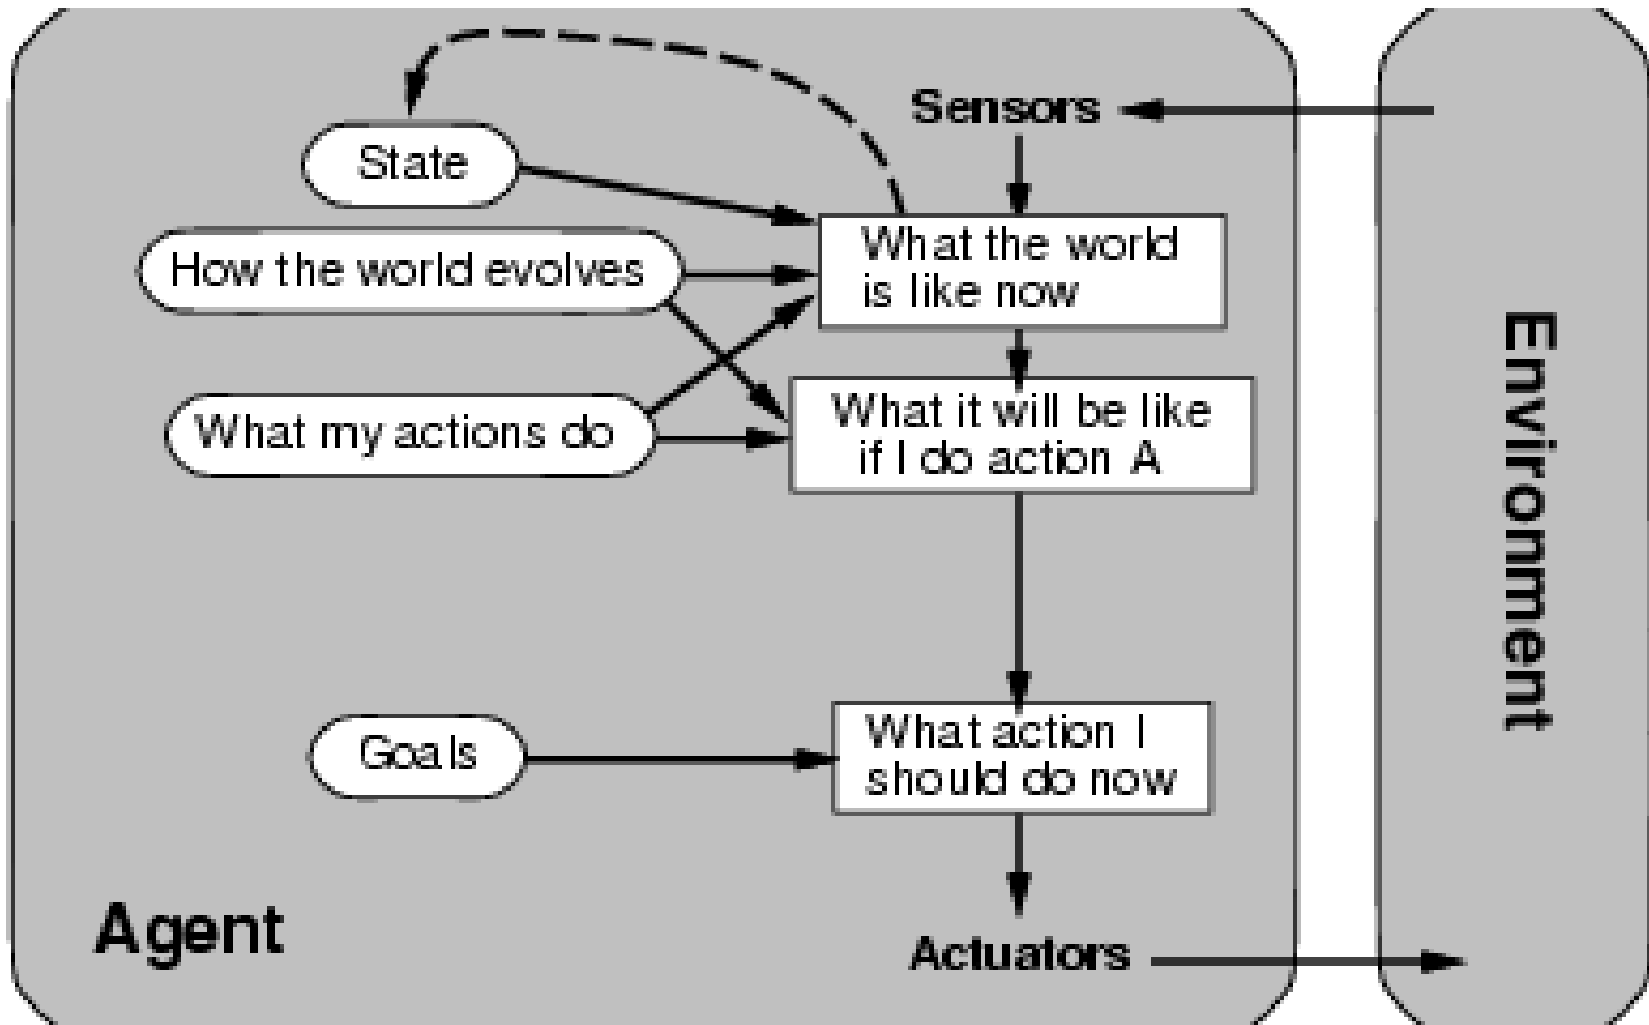 Sensors
State
What the world
is like now
How the world evolves
What it will be like
if I do action A
What my actions do
Environment
What action I
should do now
Goals
Agent
Actuators